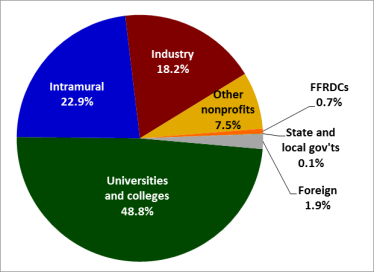 Industry
18.2%
Intramural
22.9%
Other
nonprofits
7.5%
FFRDCs
0.7%
State and
local gov'ts
0.1%
Foreign
1.9%
Universities
and colleges
48.8%